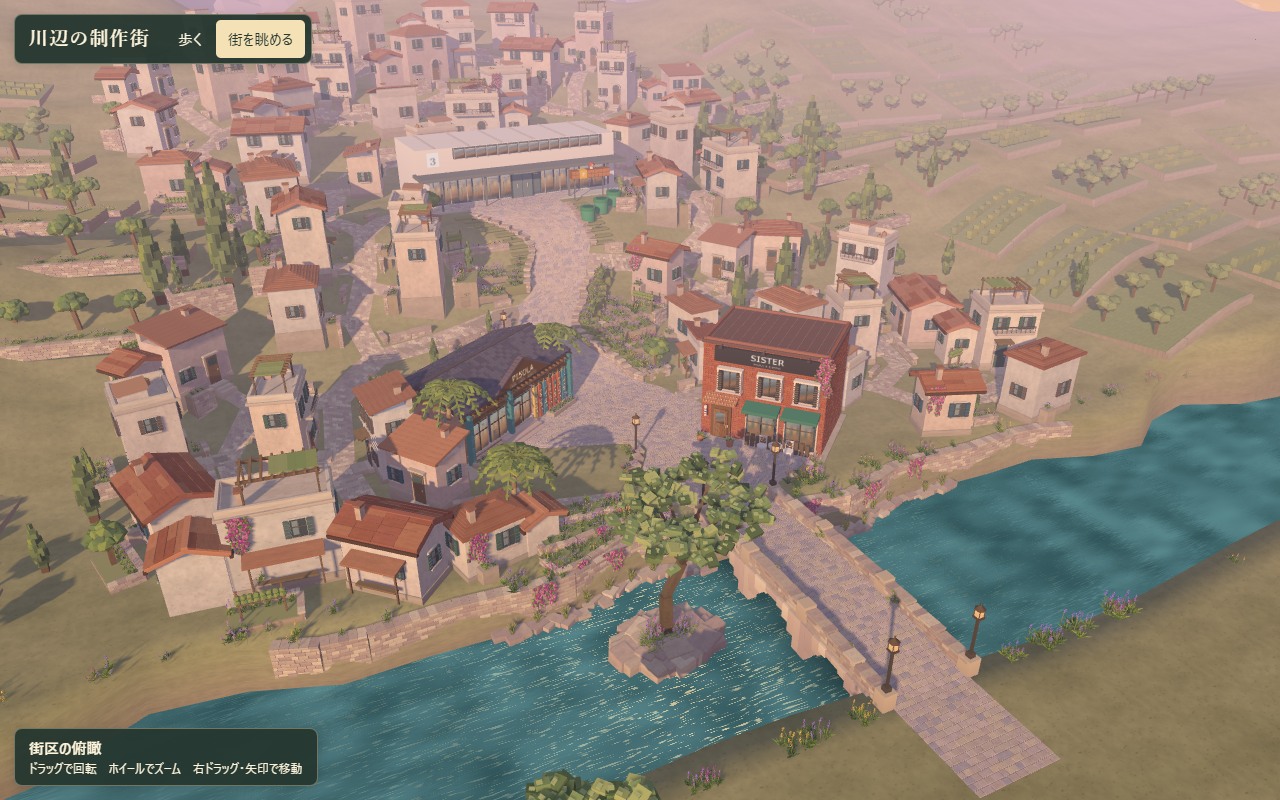 川辺の制作街
歩く
街を眺める
3
SISTER
街区の俯瞰
ドラッグで回転 ホイールでズーム 右ドラッグ・矢印で移動